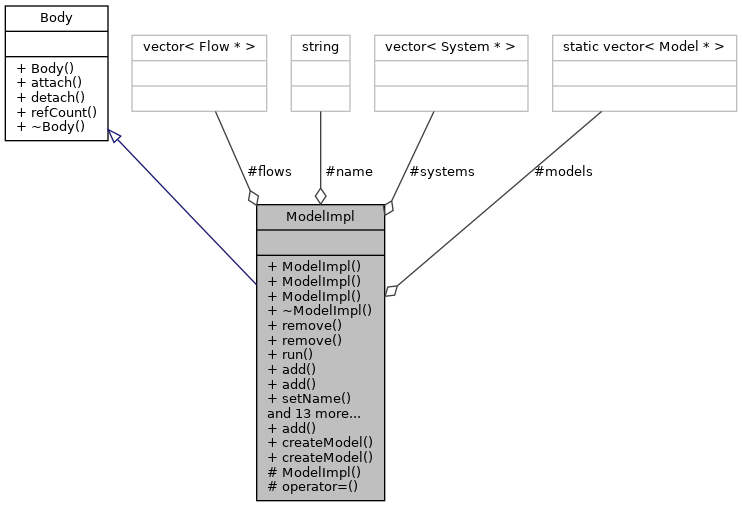 Body
+ Body()
+ attach()
+ detach()
+ refCount()
+ ~Body()
vector< Flow * >
string
vector< System * >
static vector< Model * >
#flows
#name
#systems
#models
ModelImpl
+ ModelImpl()
+ ModelImpl()
+ ModelImpl()
+ ~ModelImpl()
+ remove()
+ remove()
+ run()
+ add()
+ add()
+ setName()
and 13 more...
+ add()
+ createModel()
+ createModel()
# ModelImpl()
# operator=()